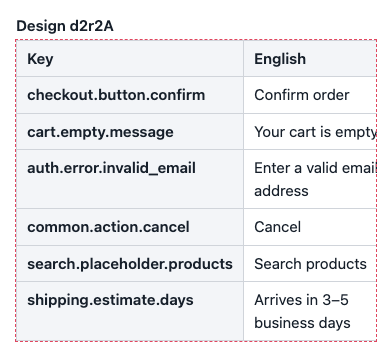 Design d2r2A
Key English
checkout.button.confirm Confirm order
cart.empty.message Your cart is empty
auth.error.invalid_email Enter a valid email
address
common.action.cancel Cancel
search.placeholder.products Search products
shipping.estimate.days Arrives in 3–5
business days